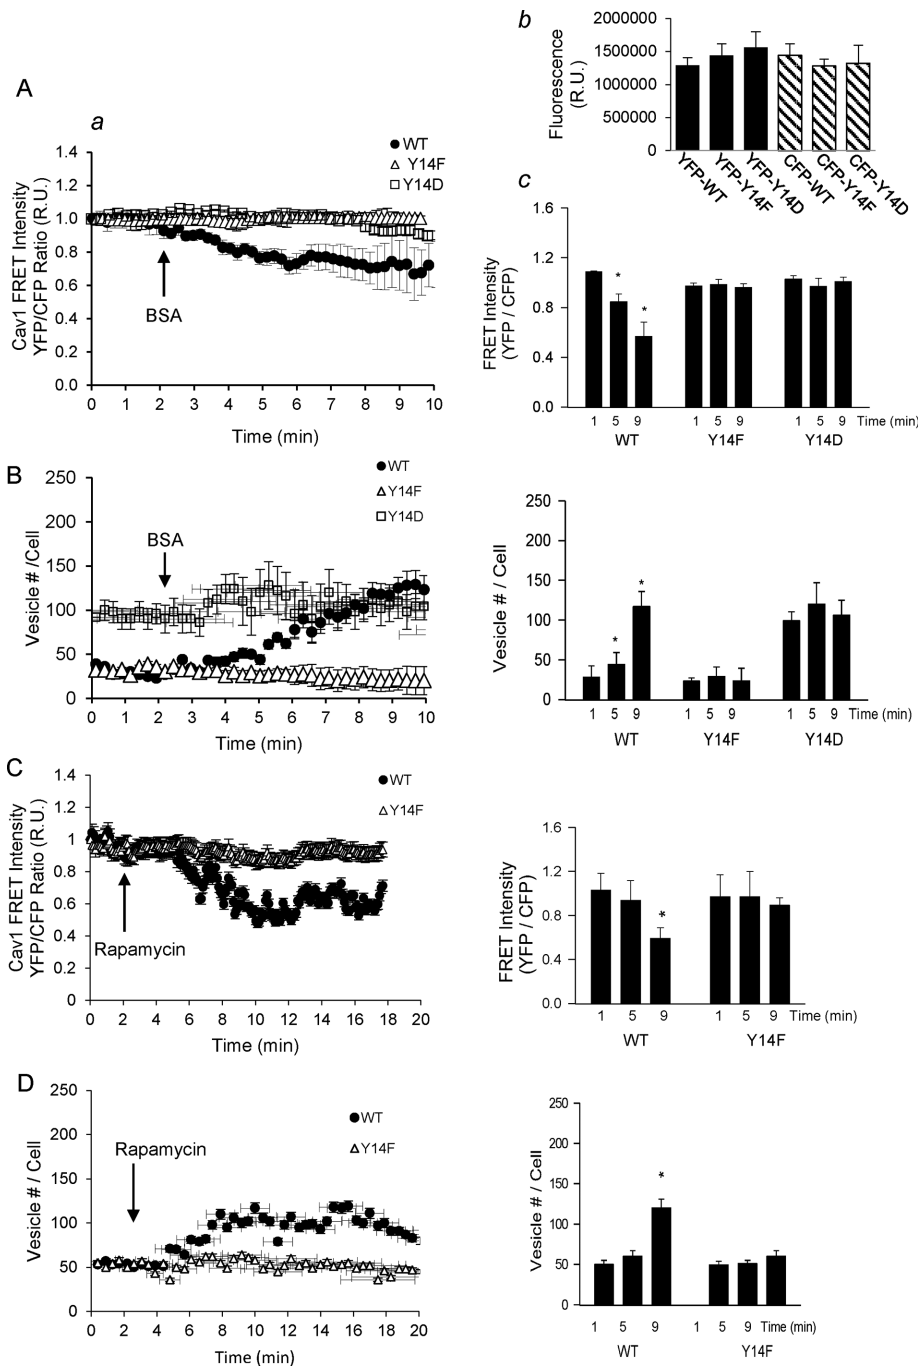 A
a
WT
Y14F
Y14D
1.4
1.2
1.0
0.8
0.6
0.4
0.2
0.0
Cav1 FRET Intensity
YFP/CFP Ratio (R.U.)
BSA
0 1 2 3 4 5 6 7 8 9 10
Time (min)
b
2000000
1500000
1000000
500000
0
Fluorescence
(R.U.)
YFP-WT
YFP-Y14F
YFP-Y14D
CFP-WT
CFP-Y14F
CFP-Y14D
c
1.6
1.2
0.8
0.4
0.0
FRET Intensity
(YFP / CFP)
* *
1 5 9 1 5 9 1 5 9 Time (min)
WT Y14F Y14D
B
WT
Y14F
Y14D
250
200
150
100
50
0
Vesicle # /Cell
BSA
0 1 2 3 4 5 6 7 8 9 10
Time (min)
250
200
150
100
50
0
Vesicle # / Cell
* *
1 5 9 1 5 9 1 5 9 Time (min)
WT Y14F Y14D
C
WT
Y14F
1.4
1.2
1
0.8
0.6
0.4
0.2
0
Cav1 FRET Intensity
YFP/CFP Ratio (R.U.)
Rapamycin
0 2 4 6 8 10 12 14 16 18 20
Time (min)
1.6
1.2
0.8
0.4
0.0
FRET Intensity
(YFP / CFP)
*
1 5 9 1 5 9 Time (min)
WT Y14F
D
WT
Y14F
250
200
150
100
50
0
Vesicle # / Cell
Rapamycin
0 2 4 6 8 10 12 14 16 18 20
Time (min)
250
200
150
100
50
0
Vesicle # / Cell
*
1 5 9 1 5 9 Time (min)
WT Y14F